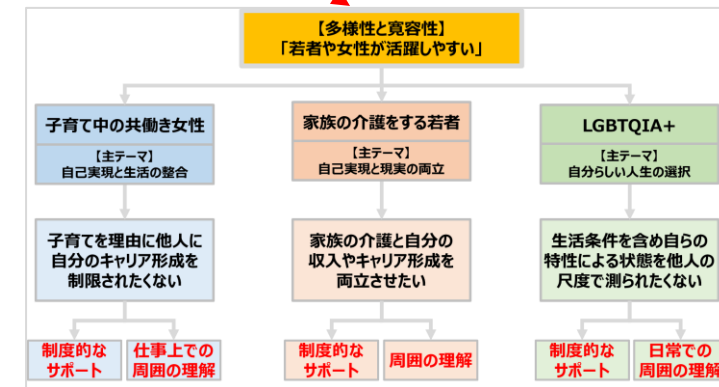 【多様性と寛容性】
「若者や女性が活躍しやすい」
子育て中の共働き女性
【主テーマ】
自己実現と生活の整合
子育てを理由に他人に
自分のキャリア形成を
制限されたくない
制度的な
サポート
仕事上での
周囲の理解
家族の介護をする若者
【主テーマ】
自己実現と現実の両立
家族の介護と自分の
収入やキャリア形成を
両立させたい
制度的な
サポート
周囲の理解
LGBTQIA+
【主テーマ】
自分らしい人生の選択
生活条件を含め自らの
特性による状態を他人の
尺度で測られたくない
制度的な
サポート
日常での
周囲の理解